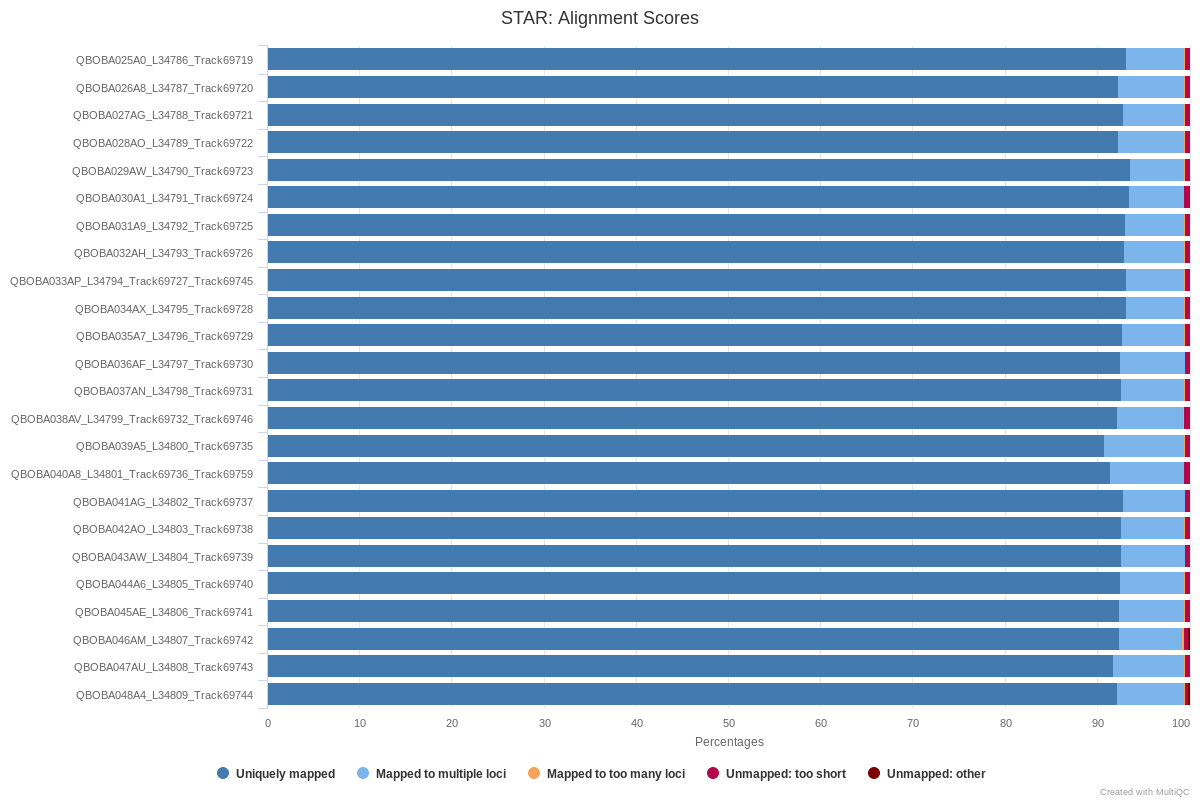 STAR: Alignment Scores
QBOBA025A0_L34786_Track69719
QBOBA026A8_L34787_Track69720
QBOBA027AG_L34788_Track69721
QBOBA028AO_L34789_Track69722
QBOBA029AW_L34790_Track69723
QBOBA030A1_L34791_Track69724
QBOBA031A9_L34792_Track69725
QBOBA032AH_L34793_Track69726
QBOBA033AP_L34794_Track69727_Track69745
QBOBA034AX_L34795_Track69728
QBOBA035A7_L34796_Track69729
QBOBA036AF_L34797_Track69730
QBOBA037AN_L34798_Track69731
QBOBA038AV_L34799_Track69732_Track69746
QBOBA039A5_L34800_Track69735
QBOBA040A8_L34801_Track69736_Track69759
QBOBA041AG_L34802_Track69737
QBOBA042AO_L34803_Track69738
QBOBA043AW_L34804_Track69739
QBOBA044A6_L34805_Track69740
QBOBA045AE_L34806_Track69741
QBOBA046AM_L34807_Track69742
QBOBA047AU_L34808_Track69743
QBOBA048A4_L34809_Track69744
0 10 20 30 40 50 60 70 80 90 100
Percentages
Uniquely mapped Mapped to multiple loci Mapped to too many loci Unmapped: too short Unmapped: other
Created with MultiQC